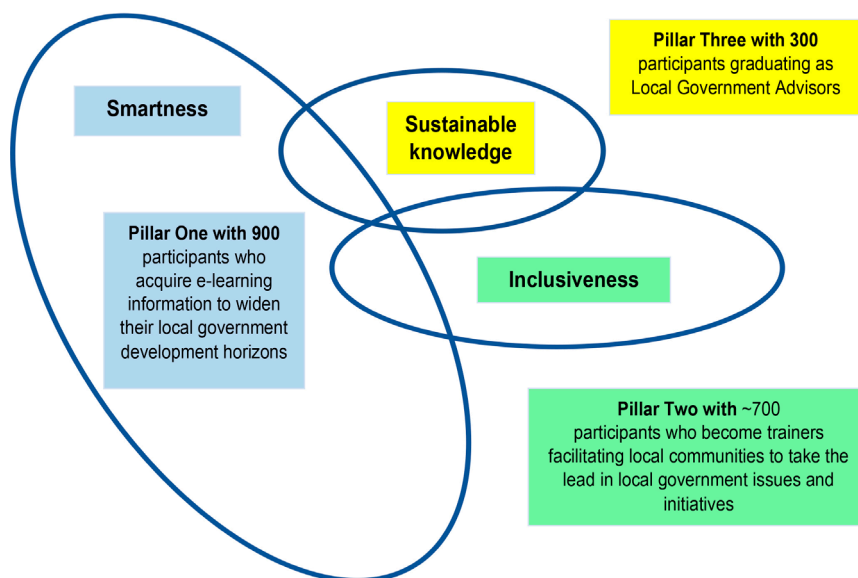 Pillar Three with 300
participants graduating as
Local Government Advisors
Smartness
Sustainable
knowledge
Pillar One with 900
participants who
acquire e-learning
information to widen
their local government
development horizons
Inclusiveness
Pillar Two with ~700
participants who become trainers
facilitating local communities to take the
lead in local government issues and
initiatives